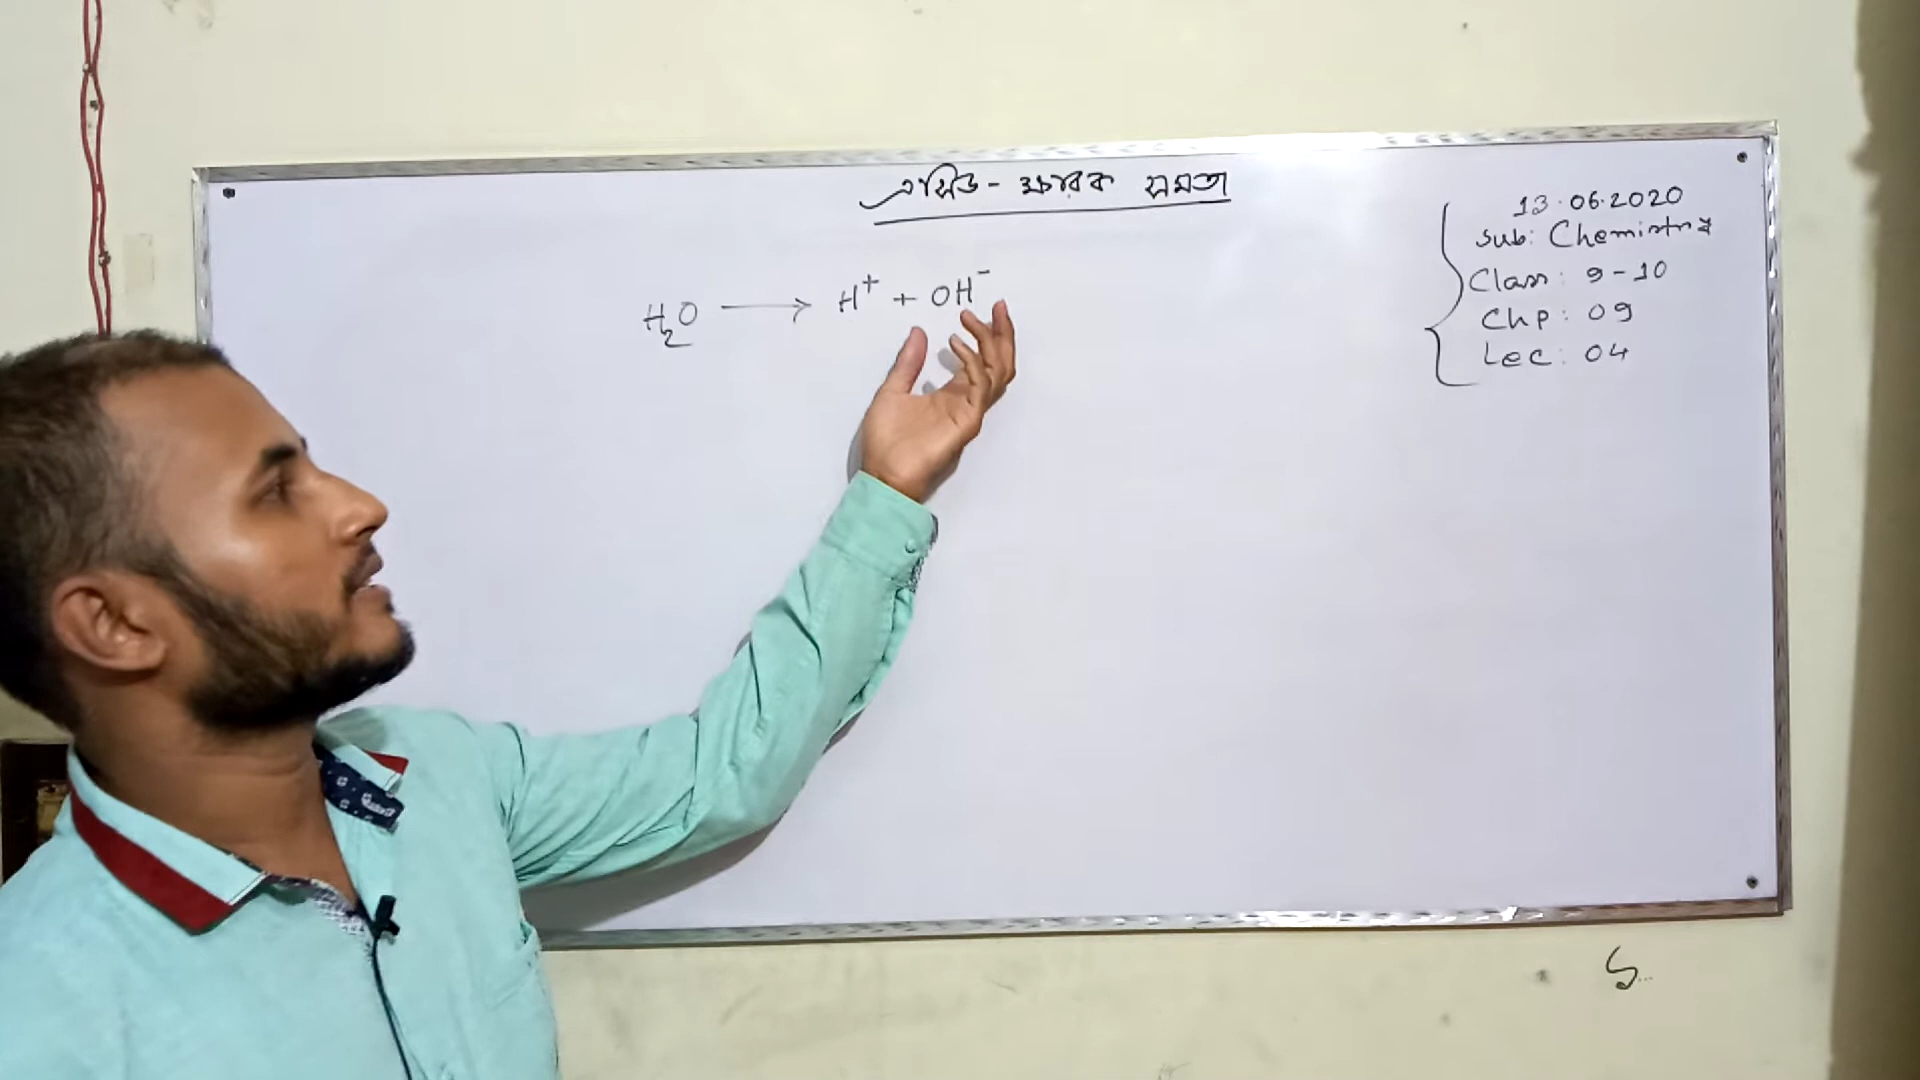 এসিড - ক্ষারক সমতা
H₂O ⟶ H⁺ + OH⁻
13.06.2020
Sub: Chemistry
Class: 9-10
Chp: 09
Lec: 04